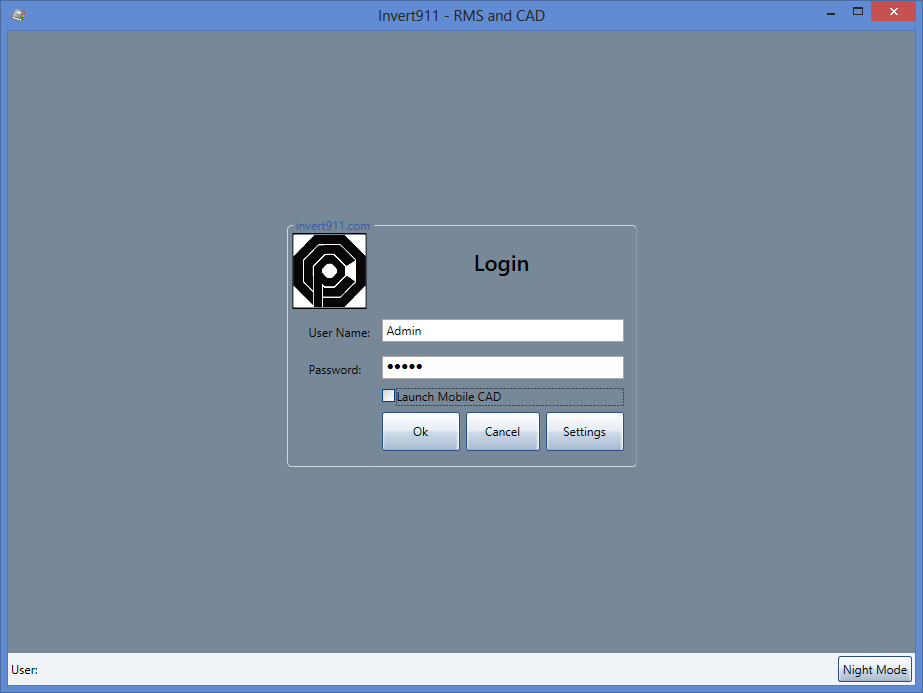 Invert911 - RMS and CAD
invert911.com
Login
User Name: Admin
Password: •••••
Launch Mobile CAD
Ok Cancel Settings
User: Night Mode